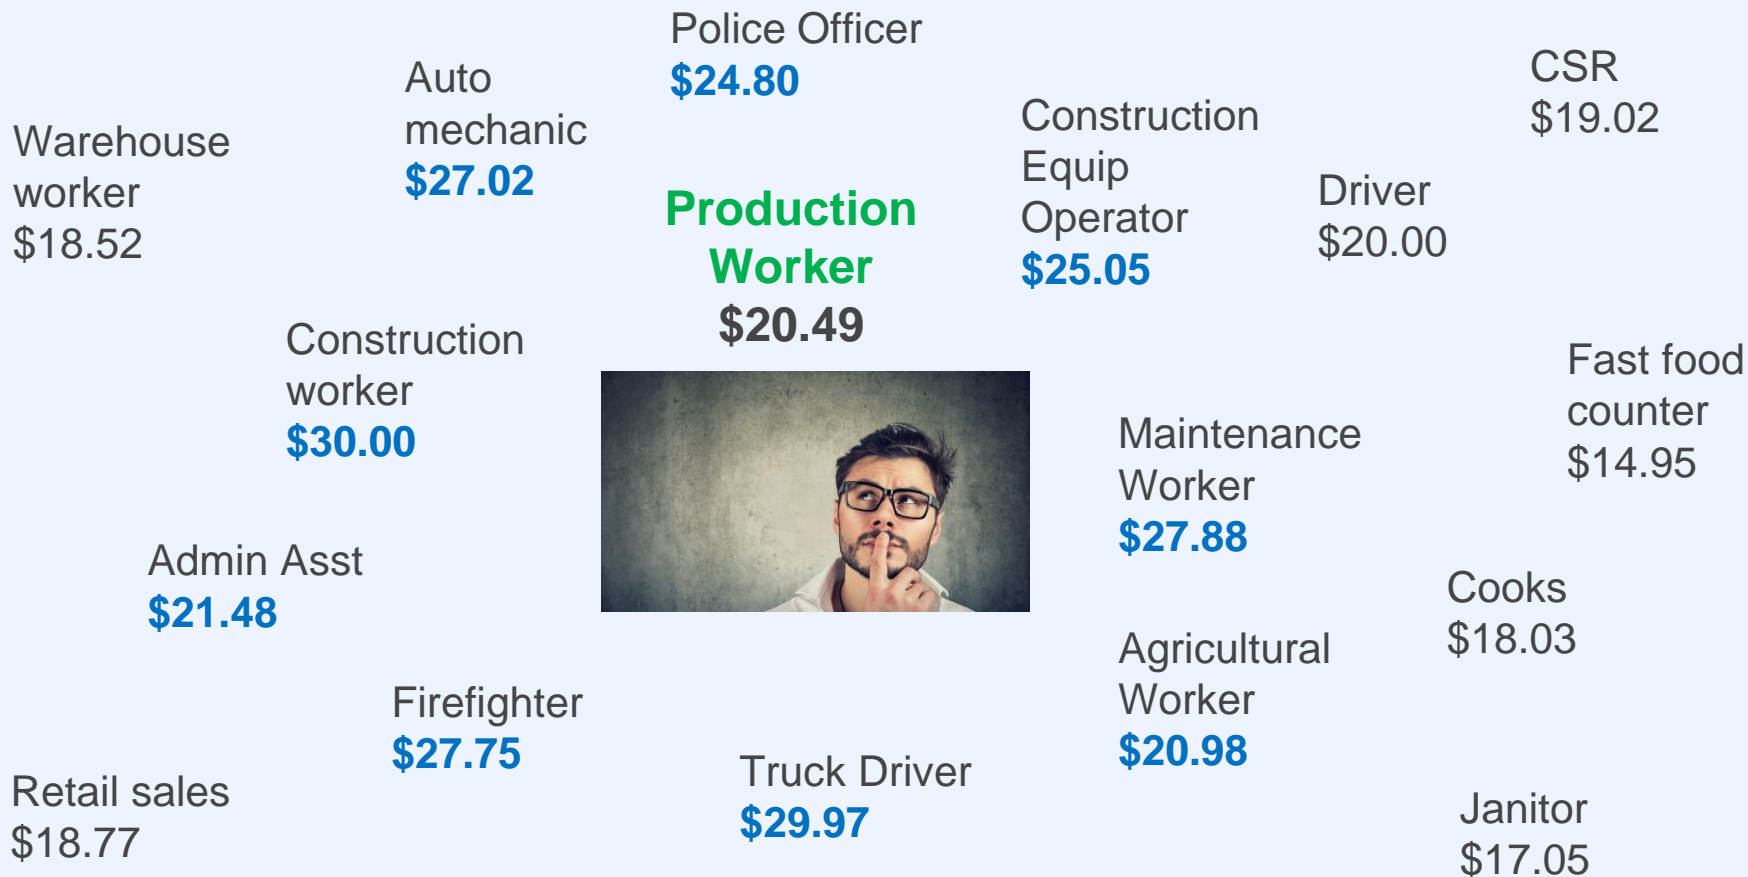 Police Officer
$24.80
Auto
mechanic
$27.02
CSR
$19.02
Warehouse
worker
$18.52
Construction
Equip
Operator
$25.05
Driver
$20.00
Production
Worker
$20.49
Construction
worker
$30.00
Fast food
counter
$14.95
Maintenance
Worker
$27.88
Admin Asst
$21.48
Cooks
$18.03
Agricultural
Worker
$20.98
Firefighter
$27.75
Truck Driver
$29.97
Retail sales
$18.77
Janitor
$17.05